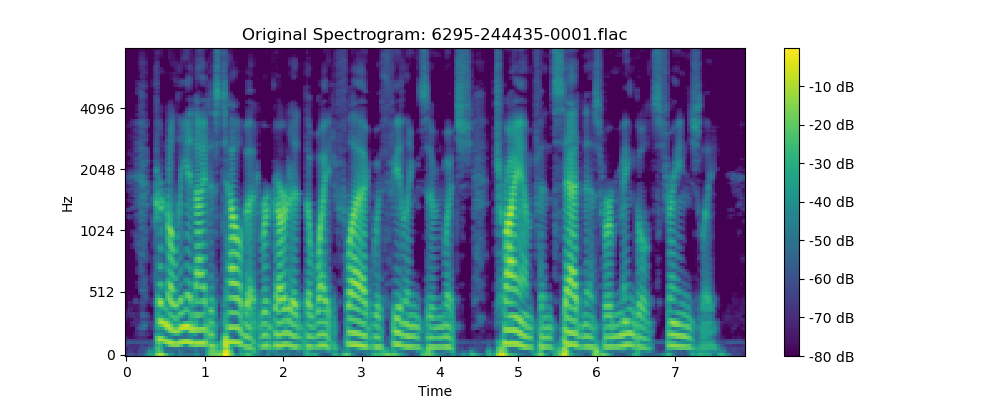 Original Spectrogram: 6295-244435-0001.flac
Hz
4096
2048
1024
512
0
0 1 2 3 4 5 6 7
Time
-10 dB
-20 dB
-30 dB
-40 dB
-50 dB
-60 dB
-70 dB
-80 dB